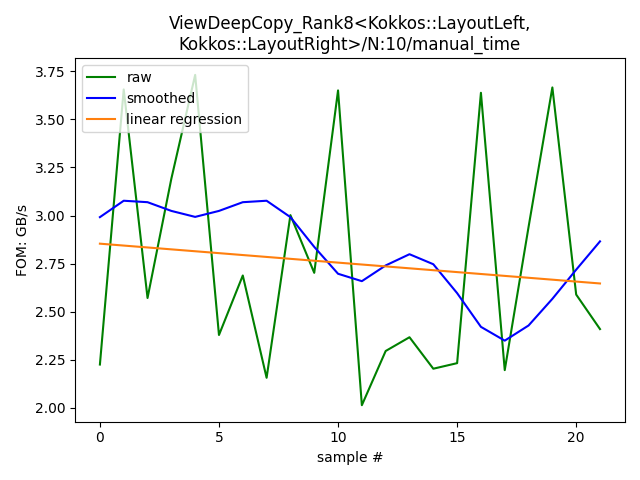 ViewDeepCopy_Rank8<Kokkos::LayoutLeft,
Kokkos::LayoutRight>/N:10/manual_time
raw
smoothed
linear regression
FOM: GB/s
3.75
3.50
3.25
3.00
2.75
2.50
2.25
2.00
0
5
10
15
20
sample #